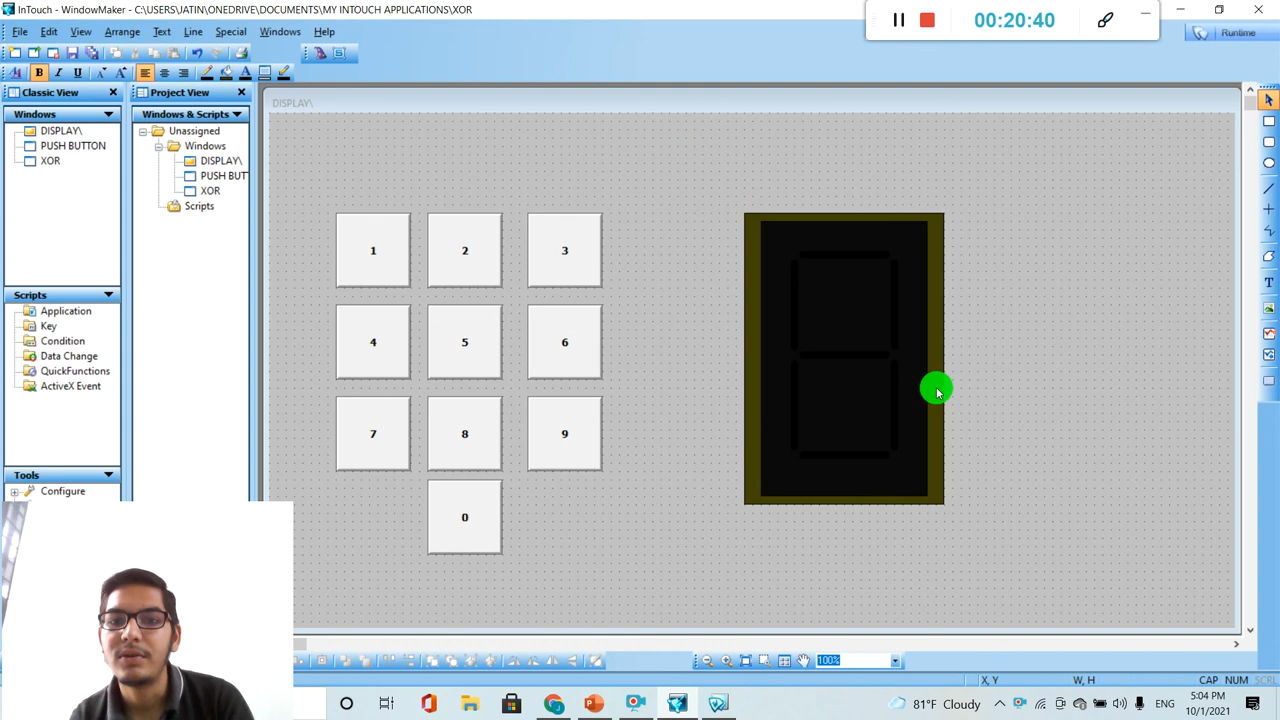 InTouch - WindowMaker - C:\USERS\JATIN\ONEDRIVE\DOCUMENTS\MY INTOUCH APPLICATIONS\XOR
00:20:40
File Edit View Arrange Text Line Special Windows Help
Runtime
Classic View
Project View
DISPLAY\
Windows
Windows & Scripts
DISPLAY\
PUSH BUTTON
XOR
Unassigned
Windows
DISPLAY\
PUSH BUT
XOR
Scripts
Scripts
Application
Key
Condition
Data Change
QuickFunctions
ActiveX Event
Tools
Configure
1 2 3
4 5 6
7 8 9
0
100%
X, Y W, H CAP NUM SCRL
81°F Cloudy
ENG
5:04 PM
10/1/2021